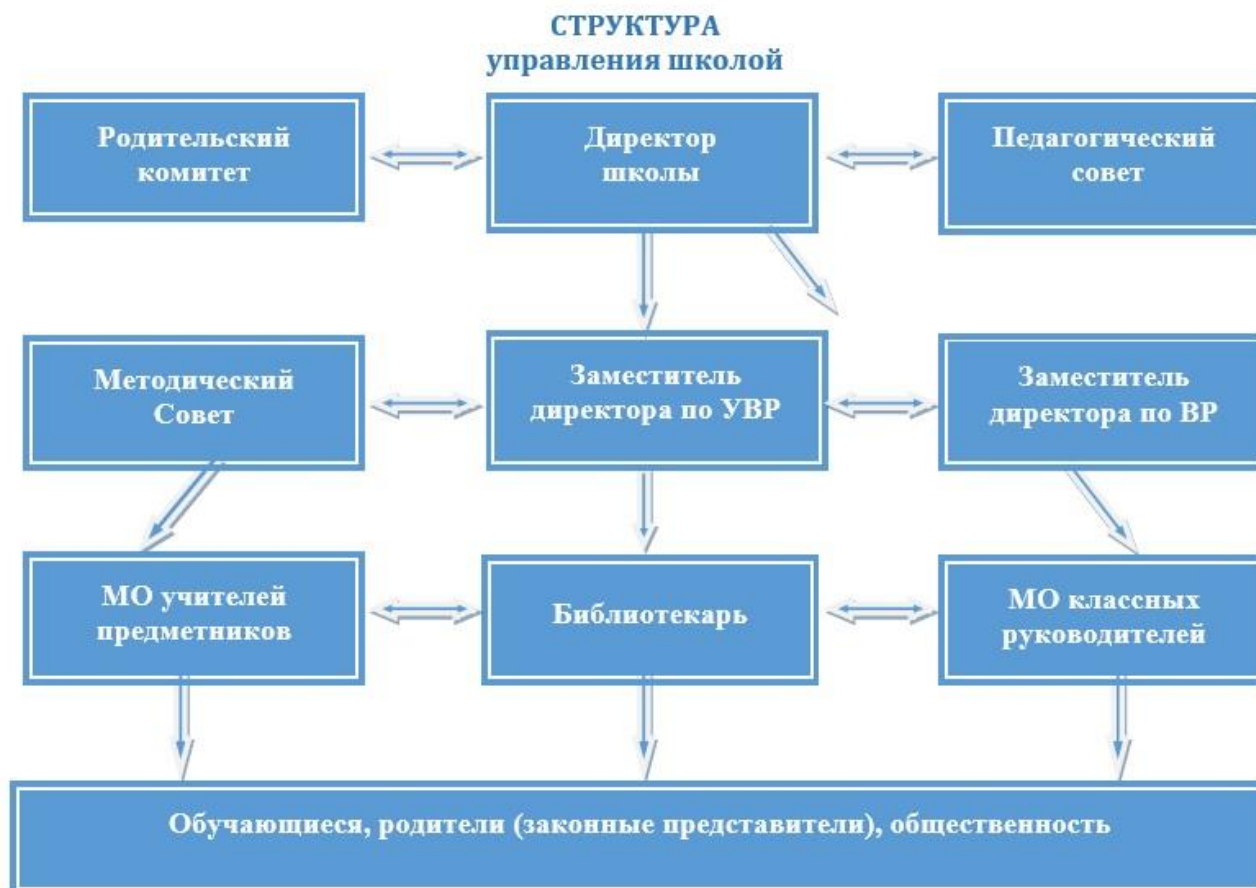 СТРУКТУРА
управления школой
Родительский
комитет
Директор
школы
Педагогический
совет
Методический
Совет
Заместитель
директора по УВР
Заместитель
директора по ВР
МО учителей
предметников
Библиотекарь
МО классных
руководителей
Обучающиеся, родители (законные представители), общественность